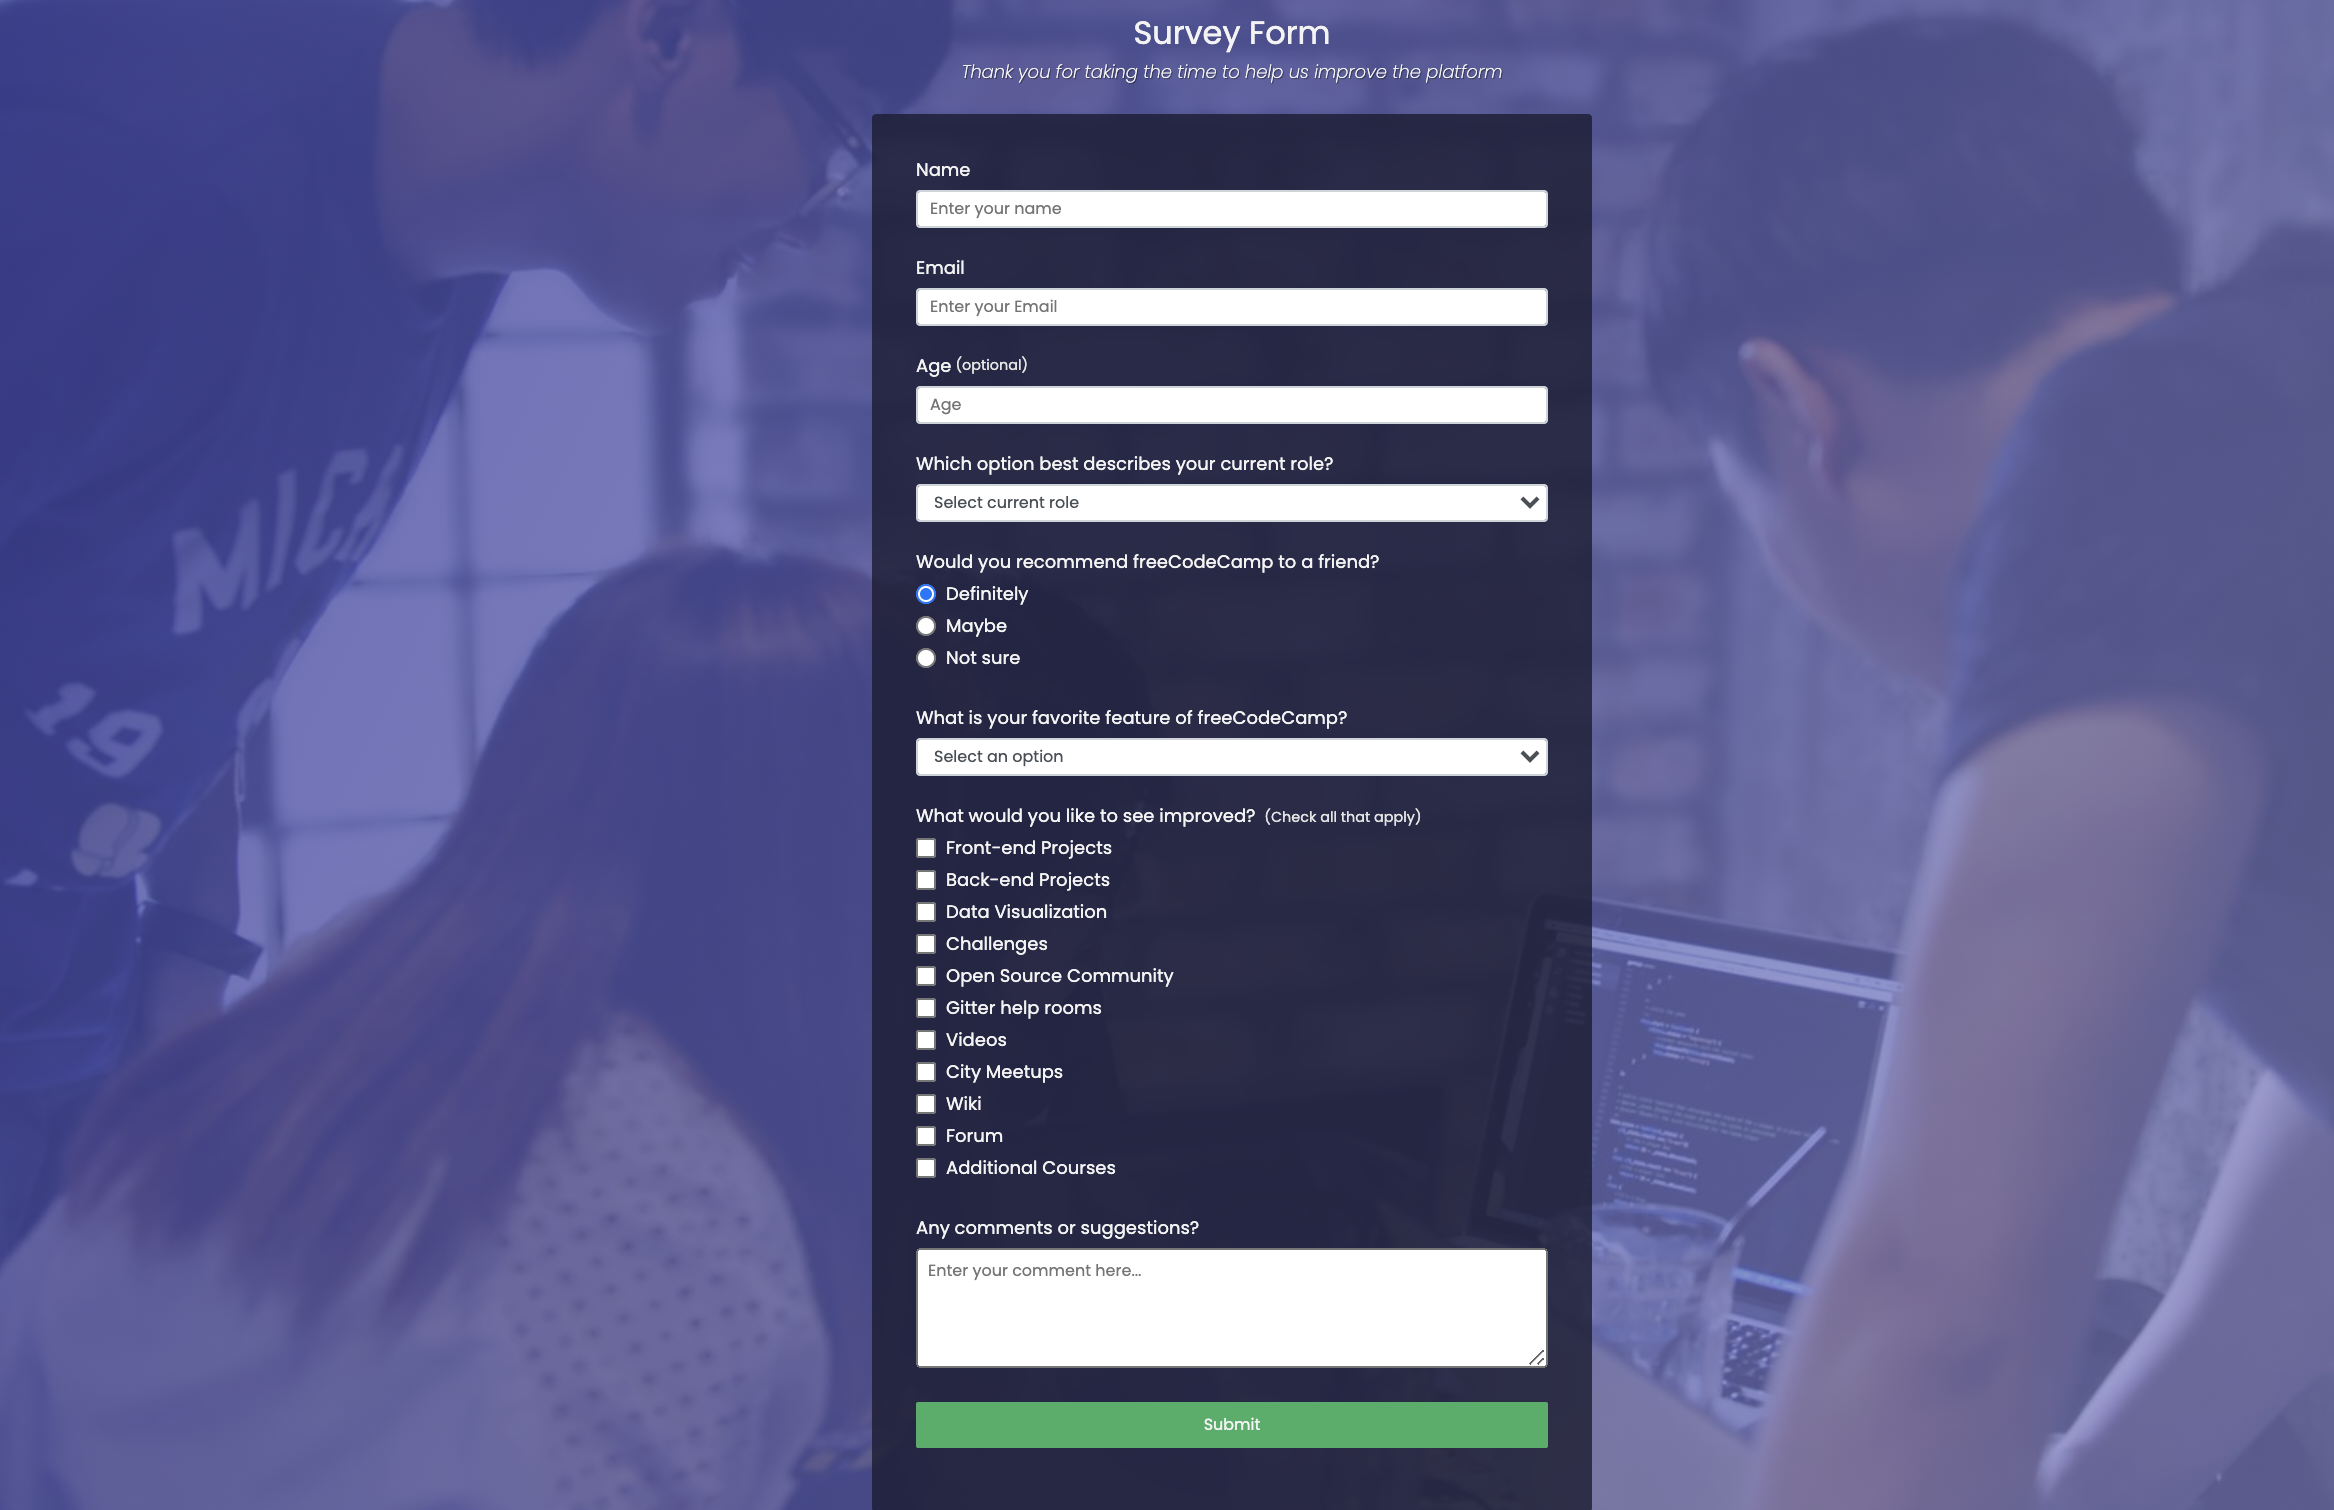 Survey Form
Thank you for taking the time to help us improve the platform
Name
Enter your name
Email
Enter your Email
Age (optional)
Age
Which option best describes your current role?
Select current role
Would you recommend freeCodeCamp to a friend?
Definitely
Maybe
Not sure
What is your favorite feature of freeCodeCamp?
Select an option
What would you like to see improved? (Check all that apply)
Front-end Projects
Back-end Projects
Data Visualization
Challenges
Open Source Community
Gitter help rooms
Videos
City Meetups
Wiki
Forum
Additional Courses
Any comments or suggestions?
Enter your comment here...
Submit
MICH
19